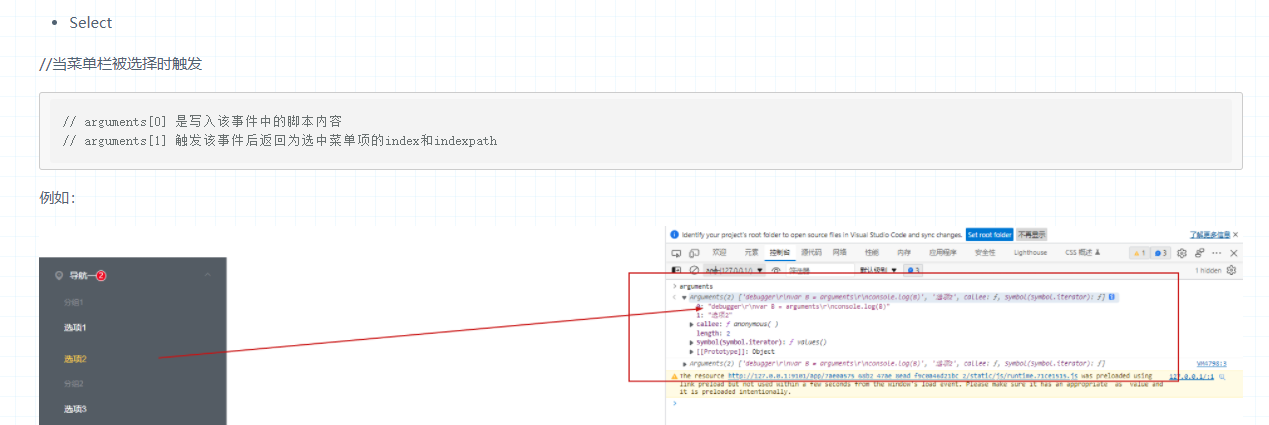 Select
//当菜单栏被选择时触发
// arguments[0] 是写入该事件中的脚本内容
// arguments[1] 触发该事件后返回为选中菜单项的index和indexpath
例如：
导航一 2
分组1
选项1
选项2
分组2
选项3
Identify your project's root folder to open source files in Visual Studio Code and sync changes. Set root folder 不再显示 了解更多信息
欢迎 元素 控制台 源代码 网络 性能 内存 应用程序 安全性 Lighthouse CSS 概述 1 3
筛选器 默认级别 3 1 hidden
arguments
Arguments(2) ['debugger\r\nvar B = arguments\r\nconsole.log(B)', '选项2', callee: ƒ, Symbol(Symbol.iterator): ƒ]
0: "debugger\r\nvar B = arguments\r\nconsole.log(B)"
1: "选项2"
callee: ƒ anonymous( )
length: 2
Symbol(Symbol.iterator): ƒ values()
[[Prototype]]: Object
Arguments(2) ['debugger\r\nvar B = arguments\r\nconsole.log(B)', '选项2', callee: ƒ, Symbol(Symbol.iterator): ƒ] VM4798:3
The resource was preloaded using
link preload but not used within a few seconds from the window's load event. Please make sure it has an appropriate `as` value and
it is preloaded intentionally.